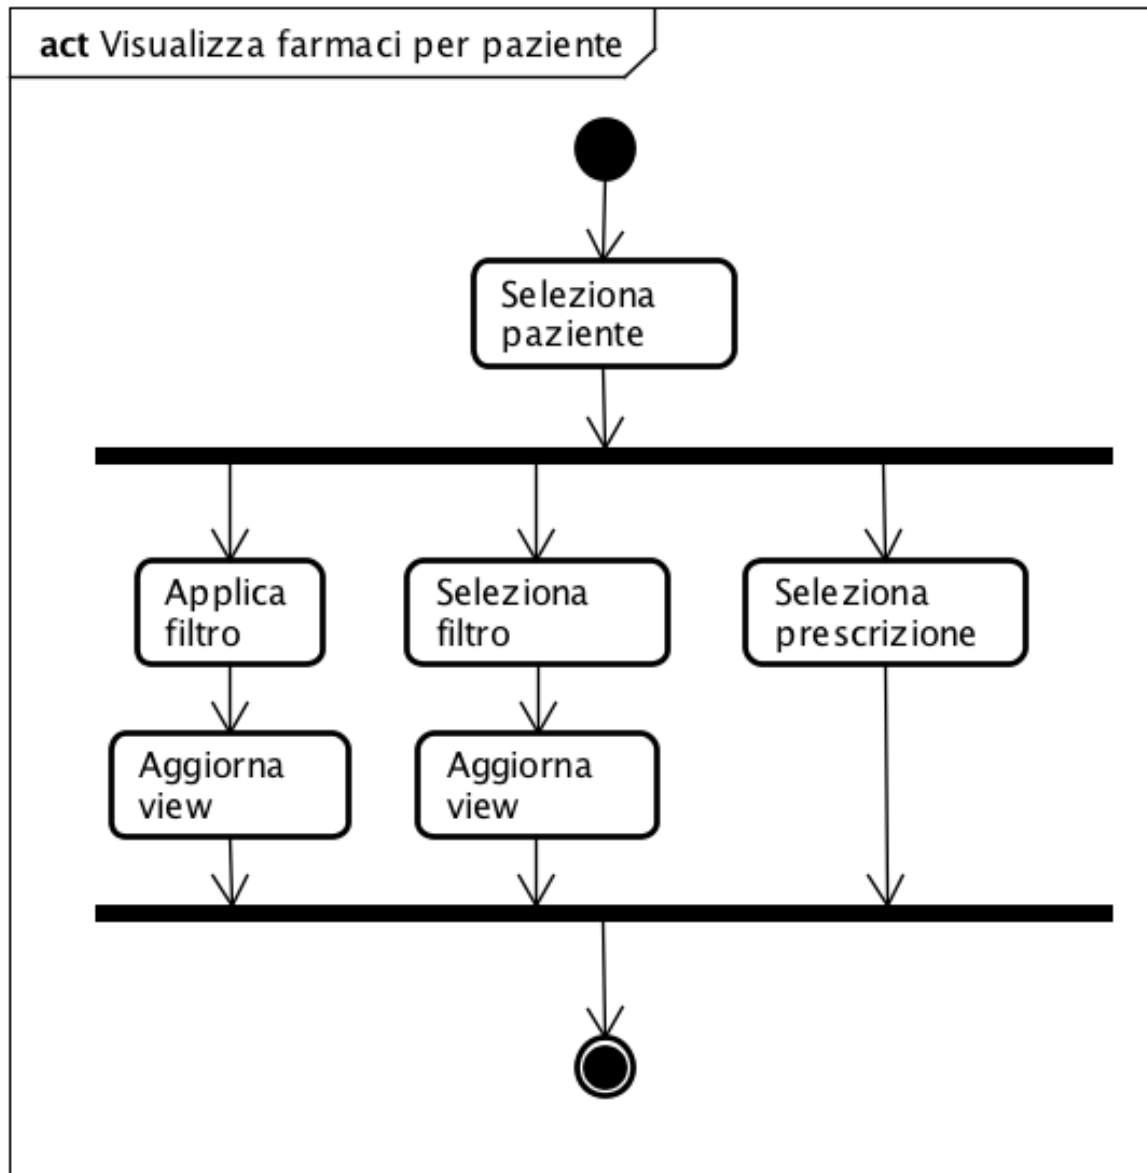 act Visualizza farmaci per paziente
Seleziona
paziente
Applica
filtro
Seleziona
filtro
Seleziona
prescrizione
Aggiorna
view
Aggiorna
view